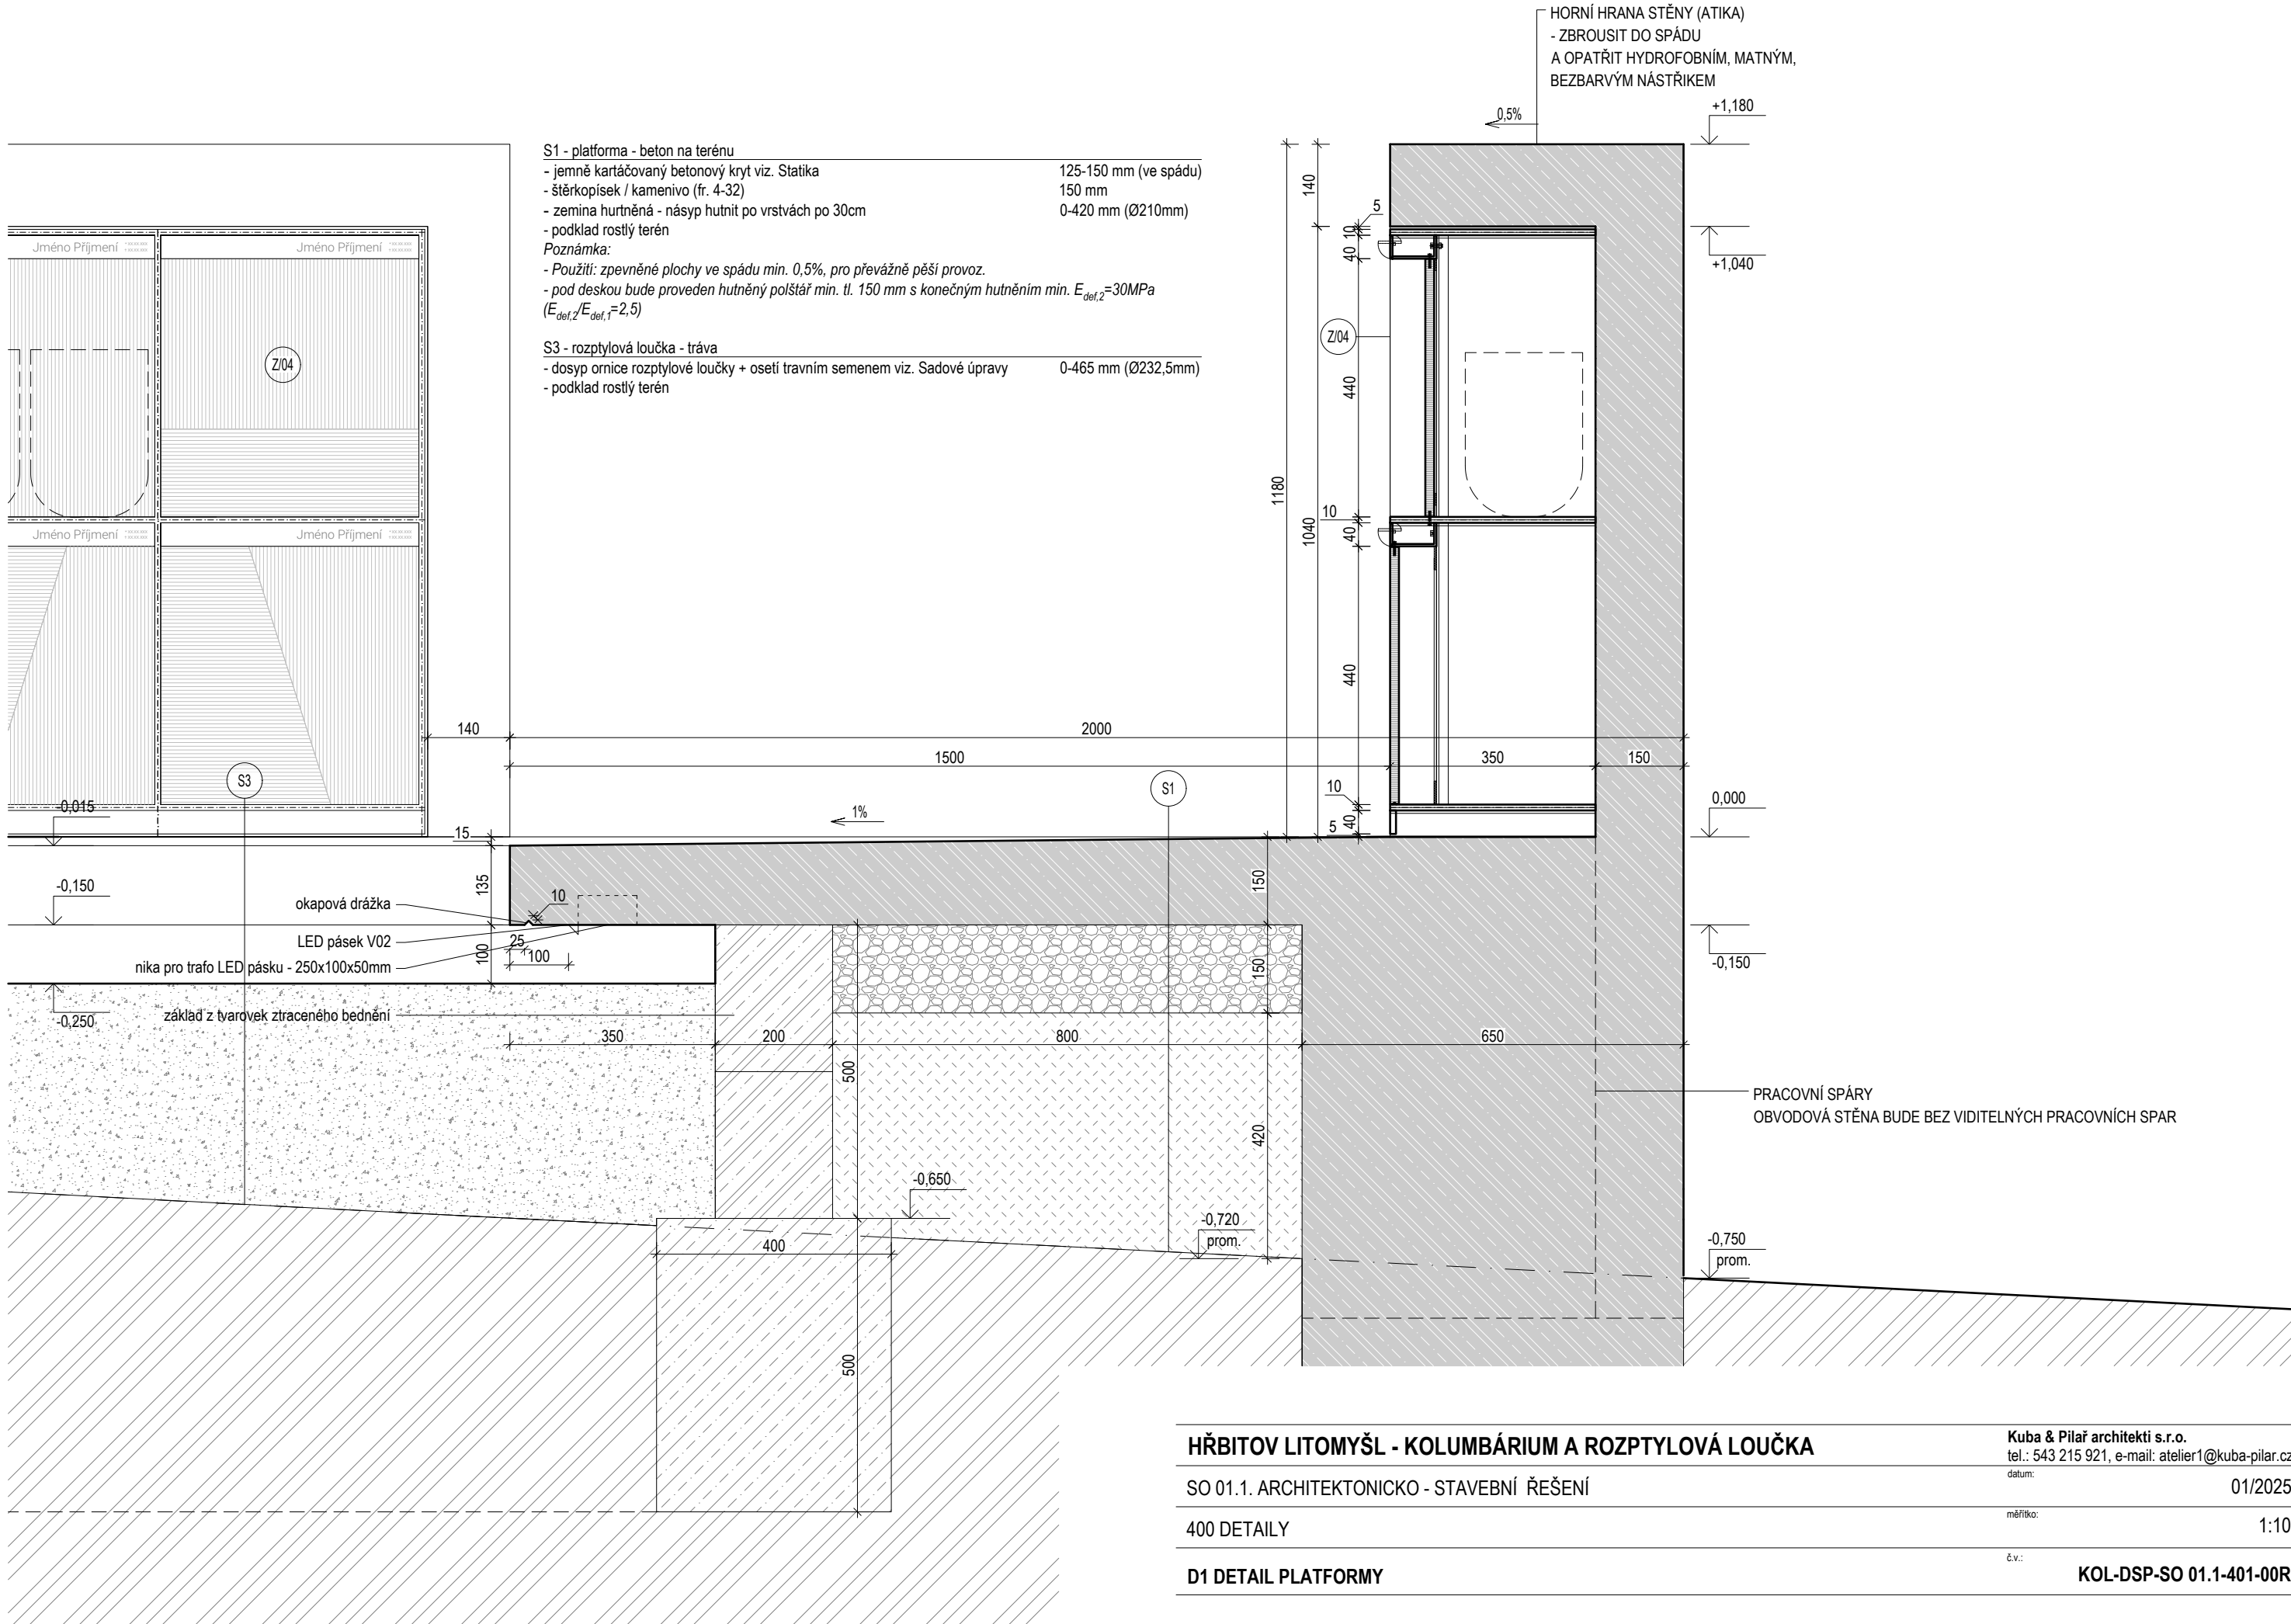 HORNÍ HRANA STĚNY (ATIKA)
- ZBROUSIT DO SPÁDU
A OPATŘIT HYDROFOBNÍM, MATNÝM,
BEZBARVÝM NÁSTŘIKEM
0,5%
+1,180
S1 - platforma - beton na terénu
- jemně kartáčovaný betonový kryt viz. Statika 125-150 mm (ve spádu)
- štěrkopísek / kamenivo (fr. 4-32) 150 mm
- zemina hurtněná - násyp hutnit po vrstvách po 30cm 0-420 mm (Ø210mm)
- podklad rostlý terén
Poznámka:
- Použití: zpevněné plochy ve spádu min. 0,5%, pro převážně pěší provoz.
- pod deskou bude proveden hutněný polštář min. tl. 150 mm s konečným hutněním min. Edef,2=30MPa
(Edef,2/Edef,1=2,5)
S3 - rozptylová loučka - tráva
- dosyp ornice rozptylové loučky + osetí travním semenem viz. Sadové úpravy 0-465 mm (Ø232,5mm)
- podklad rostlý terén
140
5
10
40
+1,040
Jméno Příjmení
Jméno Příjmení
Z/04
Z/04
440
1180
1040
10
40
Jméno Příjmení
Jméno Příjmení
440
140
2000
1500
350
150
S3
S1
-0,015
15
1%
10
5
40
0,000
-0,150
135
okapová drážka
10
150
LED pásek V02
25
100
nika pro trafo LED pásku - 250x100x50mm
100
150
-0,150
-0,250
základ z tvarovek ztraceného bednění
350
200
800
650
500
420
PRACOVNÍ SPÁRY
OBVODOVÁ STĚNA BUDE BEZ VIDITELNÝCH PRACOVNÍCH SPAR
-0,650
-0,720
prom.
400
-0,750
prom.
500
HŘBITOV LITOMYŠL - KOLUMBÁRIUM A ROZPTYLOVÁ LOUČKA
Kuba & Pilař architekti s.r.o.
tel.: 543 215 921, e-mail: atelier1@kuba-pilar.cz
SO 01.1. ARCHITEKTONICKO - STAVEBNÍ ŘEŠENÍ
datum:
01/2025
400 DETAILY
měřítko:
1:10
D1 DETAIL PLATFORMY
č.v.:
KOL-DSP-SO 01.1-401-00R